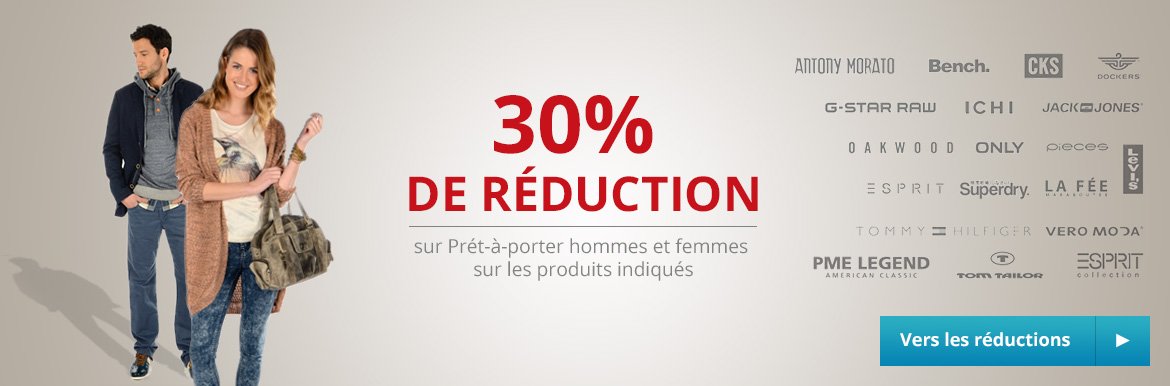 30%
DE RÉDUCTION
sur Prét-à-porter hommes et femmes
sur les produits indiqués
ANTONY MORATO Bench. CKS DOCKERS
G-STAR RAW ICHI JACK JONES
OAKWOOD ONLY pieces LEVI'S
ESPRIT Superdry. LA FÉE
MARABOUTÉE
TOMMY HILFIGER VERO MODA
PME LEGEND
AMERICAN CLASSIC
TOM TAILOR
ESPRIT
collection
Vers les réductions